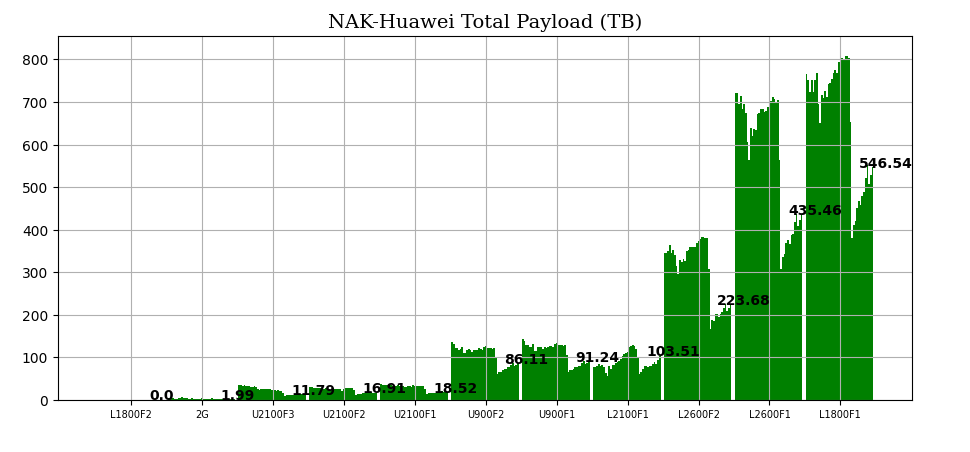 NAK-Huawei Total Payload (TB)
800
700
600
500
400
300
200
100
0
0.0
1.99
11.79
16.91
18.52
86.11
91.24
103.51
223.68
435.46
546.54
L1800F2
2G
U2100F3
U2100F2
U2100F1
U900F2
U900F1
L2100F1
L2600F2
L2600F1
L1800F1